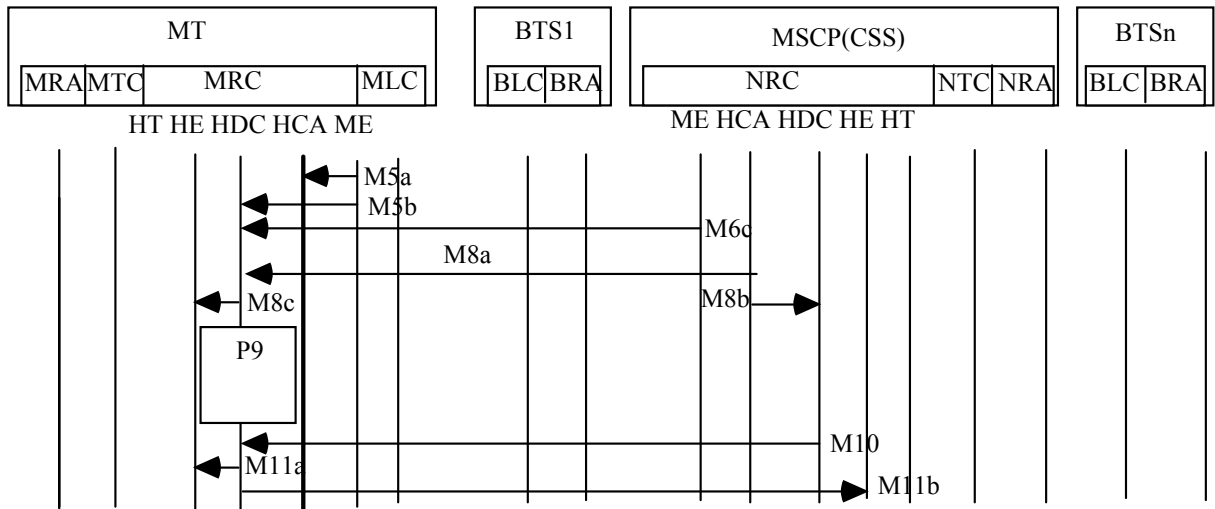 MT BTS1 MSCP(CSS) BTSn
MRA MTC MRC MLC BLC BRA NRC NTC NRA BLC BRA
HT HE HDC HCA ME ME HCA HDC HE HT
M5a
M5b
M6c
M8a
M8c M8b
P9
M10
M11a
M11b